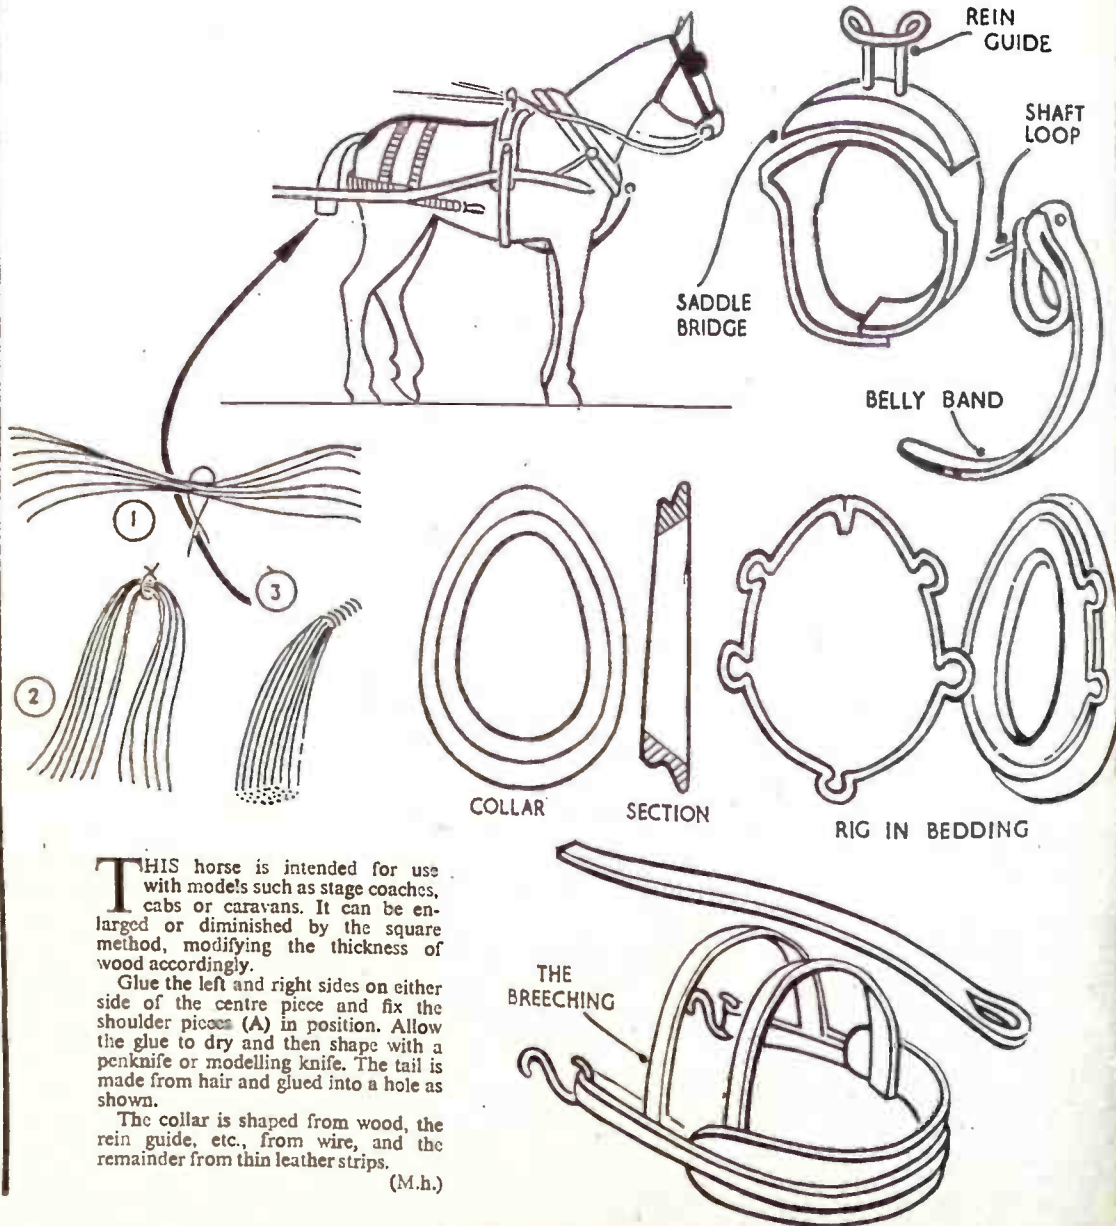 REIN
GUIDE
SHAFT
LOOP
SADDLE
BRIDGE
BELLY BAND
1
3
2
COLLAR
SECTION
RIG IN BEDDING
THIS horse is intended for use
with models such as stage coaches,
cabs or caravans. It can be en-
larged or diminished by the square
method, modifying the thickness of
wood accordingly.
Glue the left and right sides on either
side of the centre piece and fix the
shoulder pieces (A) in position. Allow
the glue to dry and then shape with a
penknife or modelling knife. The tail is
made from hair and glued into a hole as
shown.
The collar is shaped from wood, the
rein guide, etc., from wire, and the
remainder from thin leather strips.
(M.h.)
THE
BREECHING